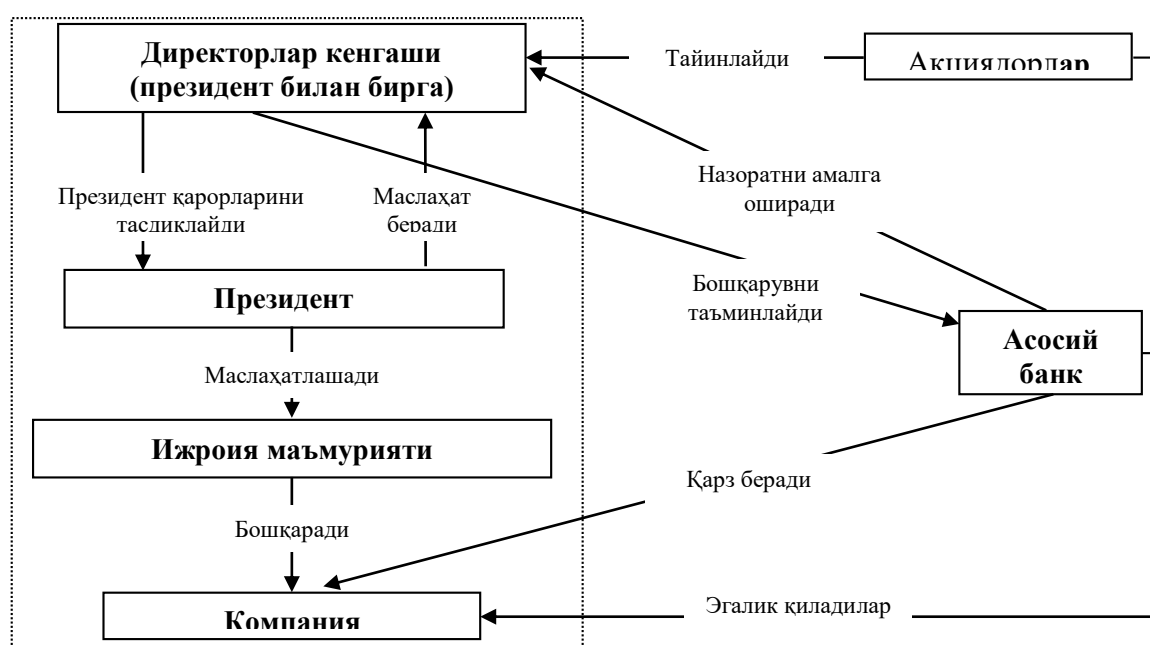 Директорлар кенгаши
(президент билан бирга)
Тайинлайди
Акциядорлар
Назоратни амалга
оширади
Президент қарорларини
тасдиклайди
Маслаҳат
беради
Бошқарувни
таъминлайди
Президент
Асосий
банк
Маслаҳатлашади
Ижроия маъмурияти
Қарз беради
Бошқаради
Эгалик қиладилар
Компания